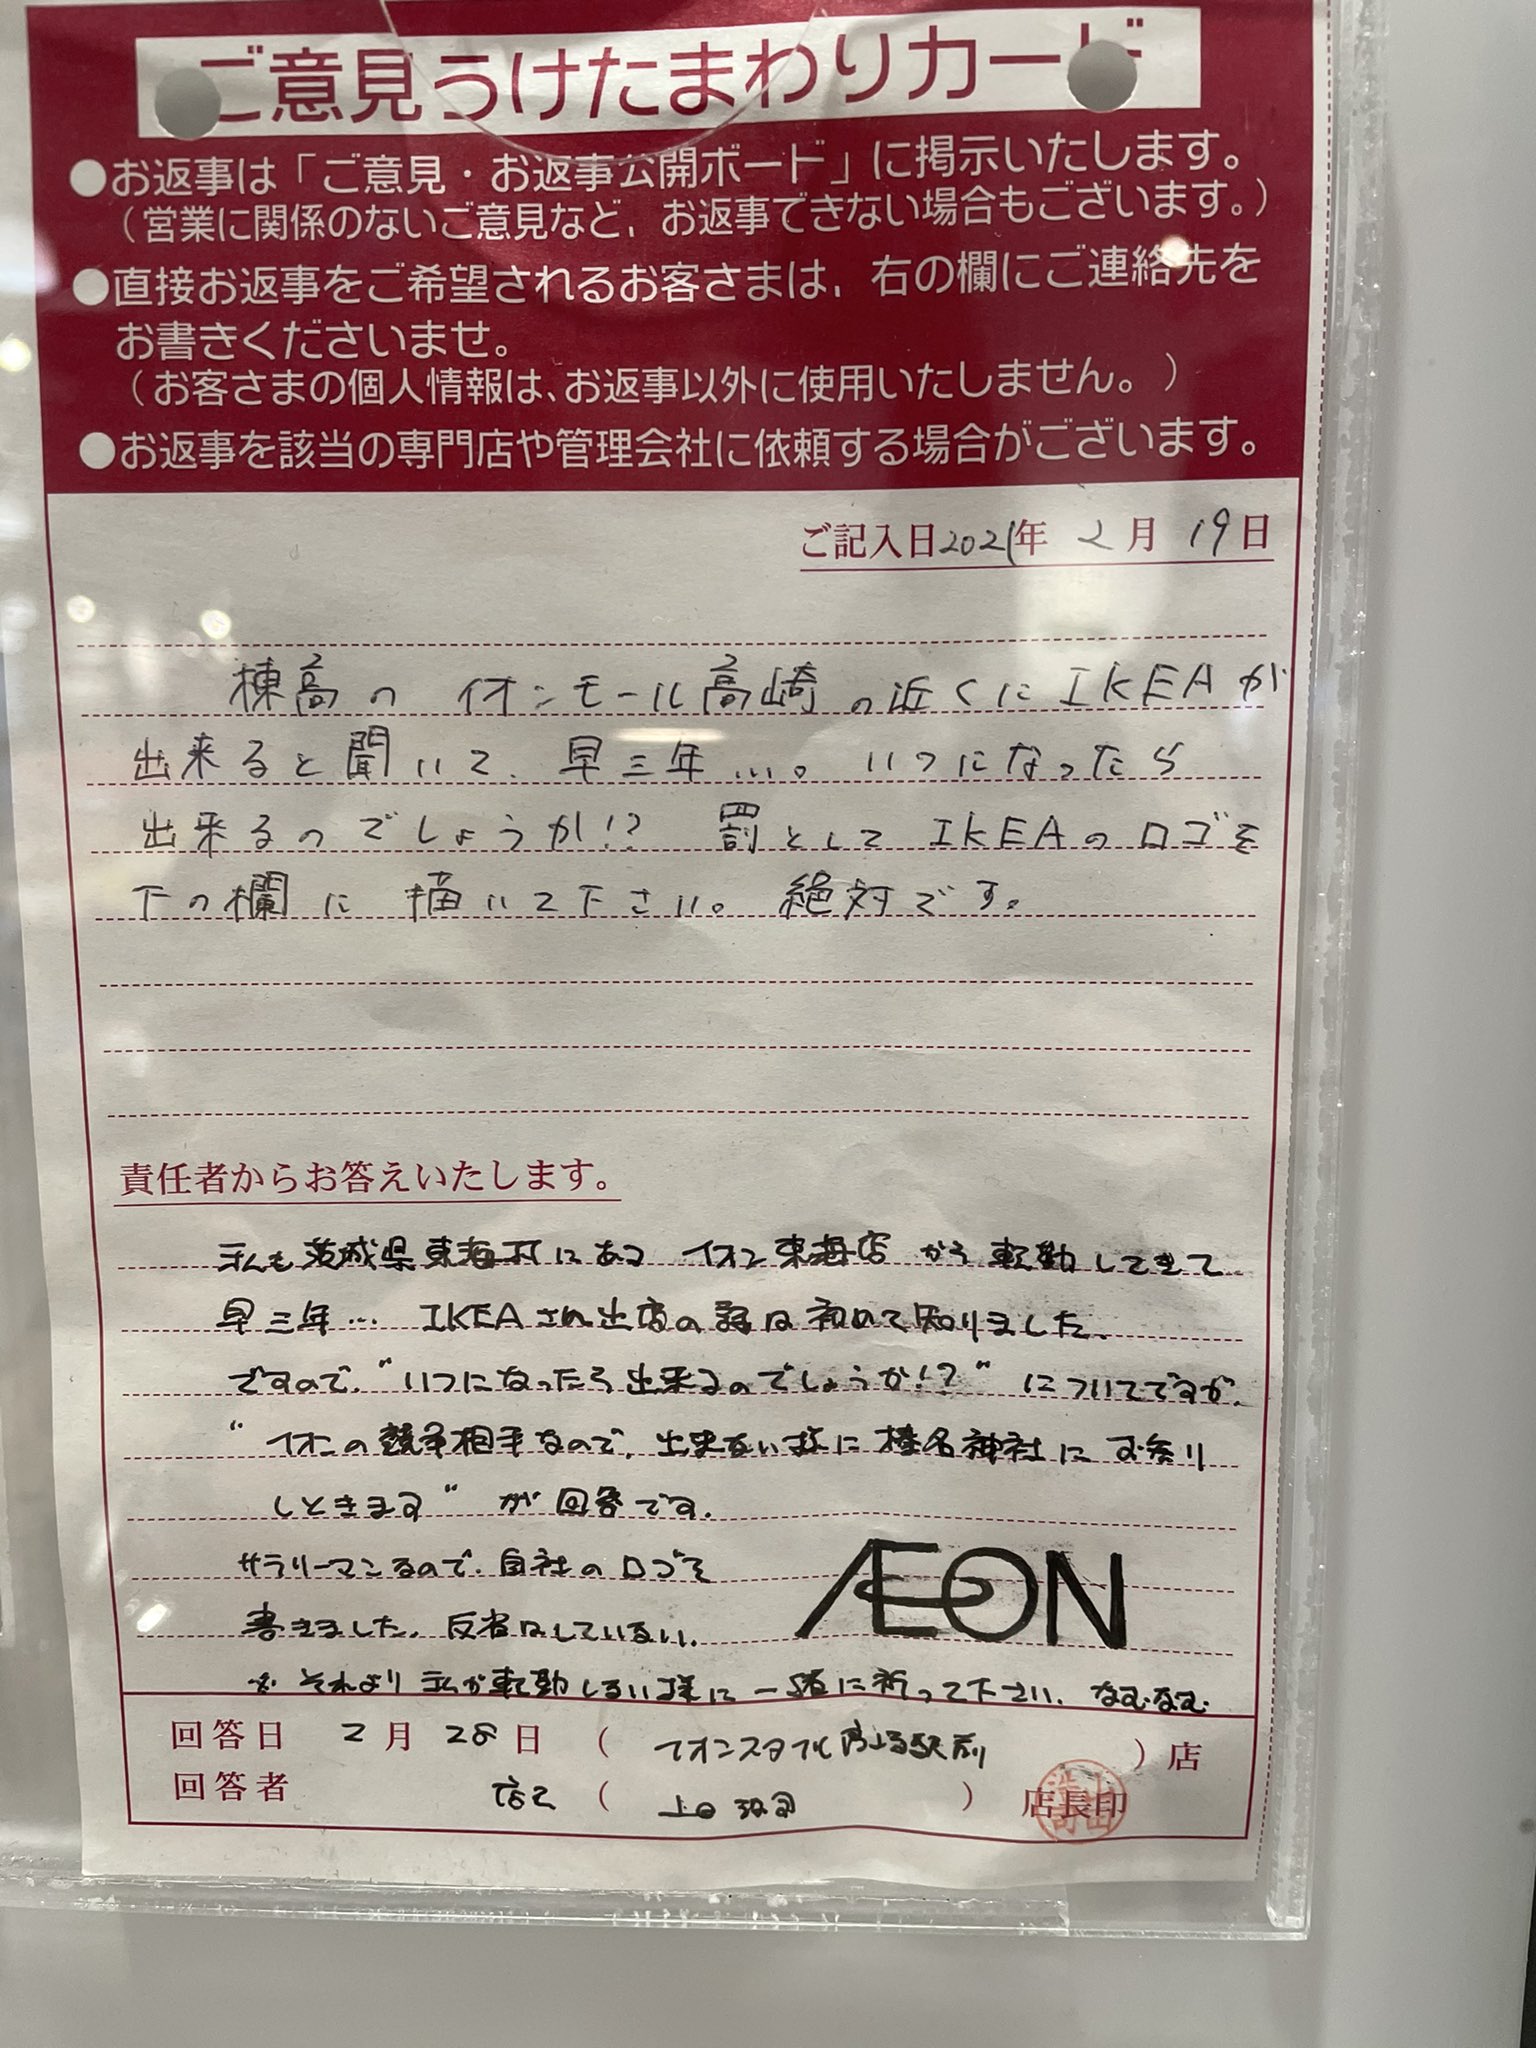 ご意見うけたまわりカード
●お返事は「ご意見・お返事公開ボード」に掲示いたします。
（営業に関係のないご意見など、お返事できない場合もございます。）
●直接お返事をご希望されるお客さまは、右の欄にご連絡先を
お書きくださいませ。
（お客さまの個人情報は、お返事以外に使用いたしません。）
●お返事を該当の専門店や管理会社に依頼する場合がございます。
ご記入日2021年 2月 19日
棟高の イオンモール高崎の近くにIKEAが
出来ると聞いて、早三年…。いつになったら
出来るのでしょうか!? 罰としてIKEAのロゴを
下の欄に描いて下さい。絶対です。
責任者からお答えいたします。
私も茨城県東海村にある イオン東海店から転勤してきて
早三年… IKEAさん出店の話は初めて知りました。
ですので、"いつになったら出来るのでしょうか!?" についてですが、
"イオンの競争相手なので、出来ない様に榛名神社にお参り
しときます" が回答です。
サラリーマンなので、自社のロゴを
書きました。反省はしていない。
AEON
※それより私が転勤しない様に一緒に祈って下さい。なむなむ
回答日 2月 28日 （ イオンスタイル高崎駅前 ）店
回答者 店長 （ 上田 ） 店長印